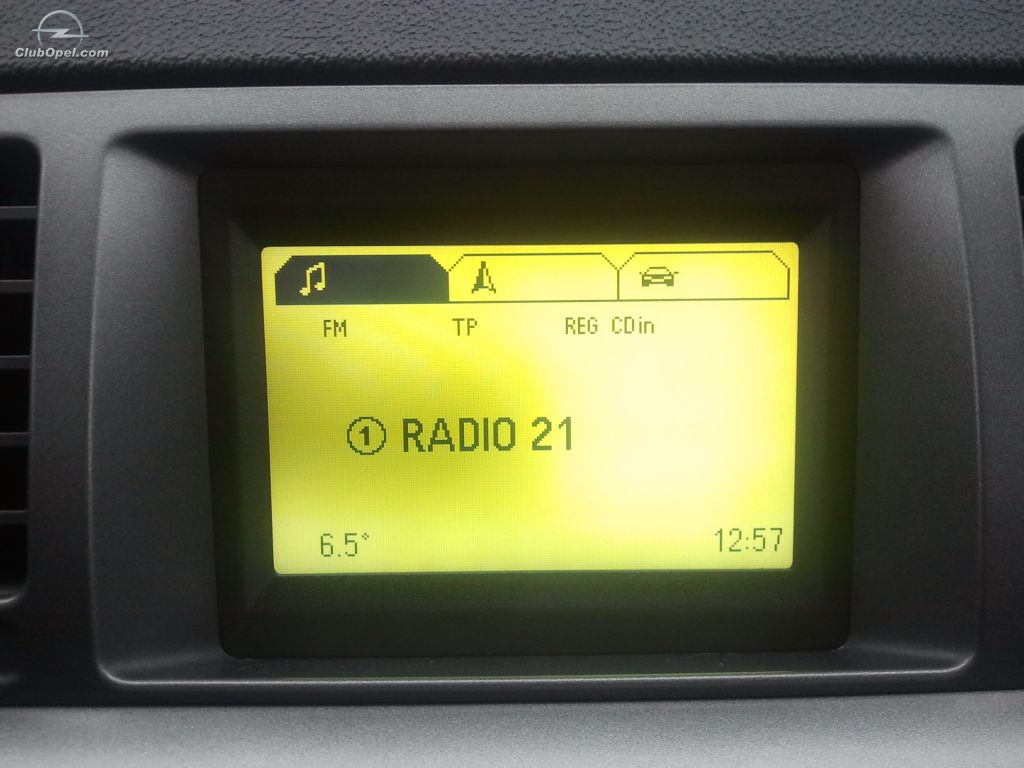 ClubOpel.com
FM TP REG CDin
1 RADIO 21
6.5° 12:57